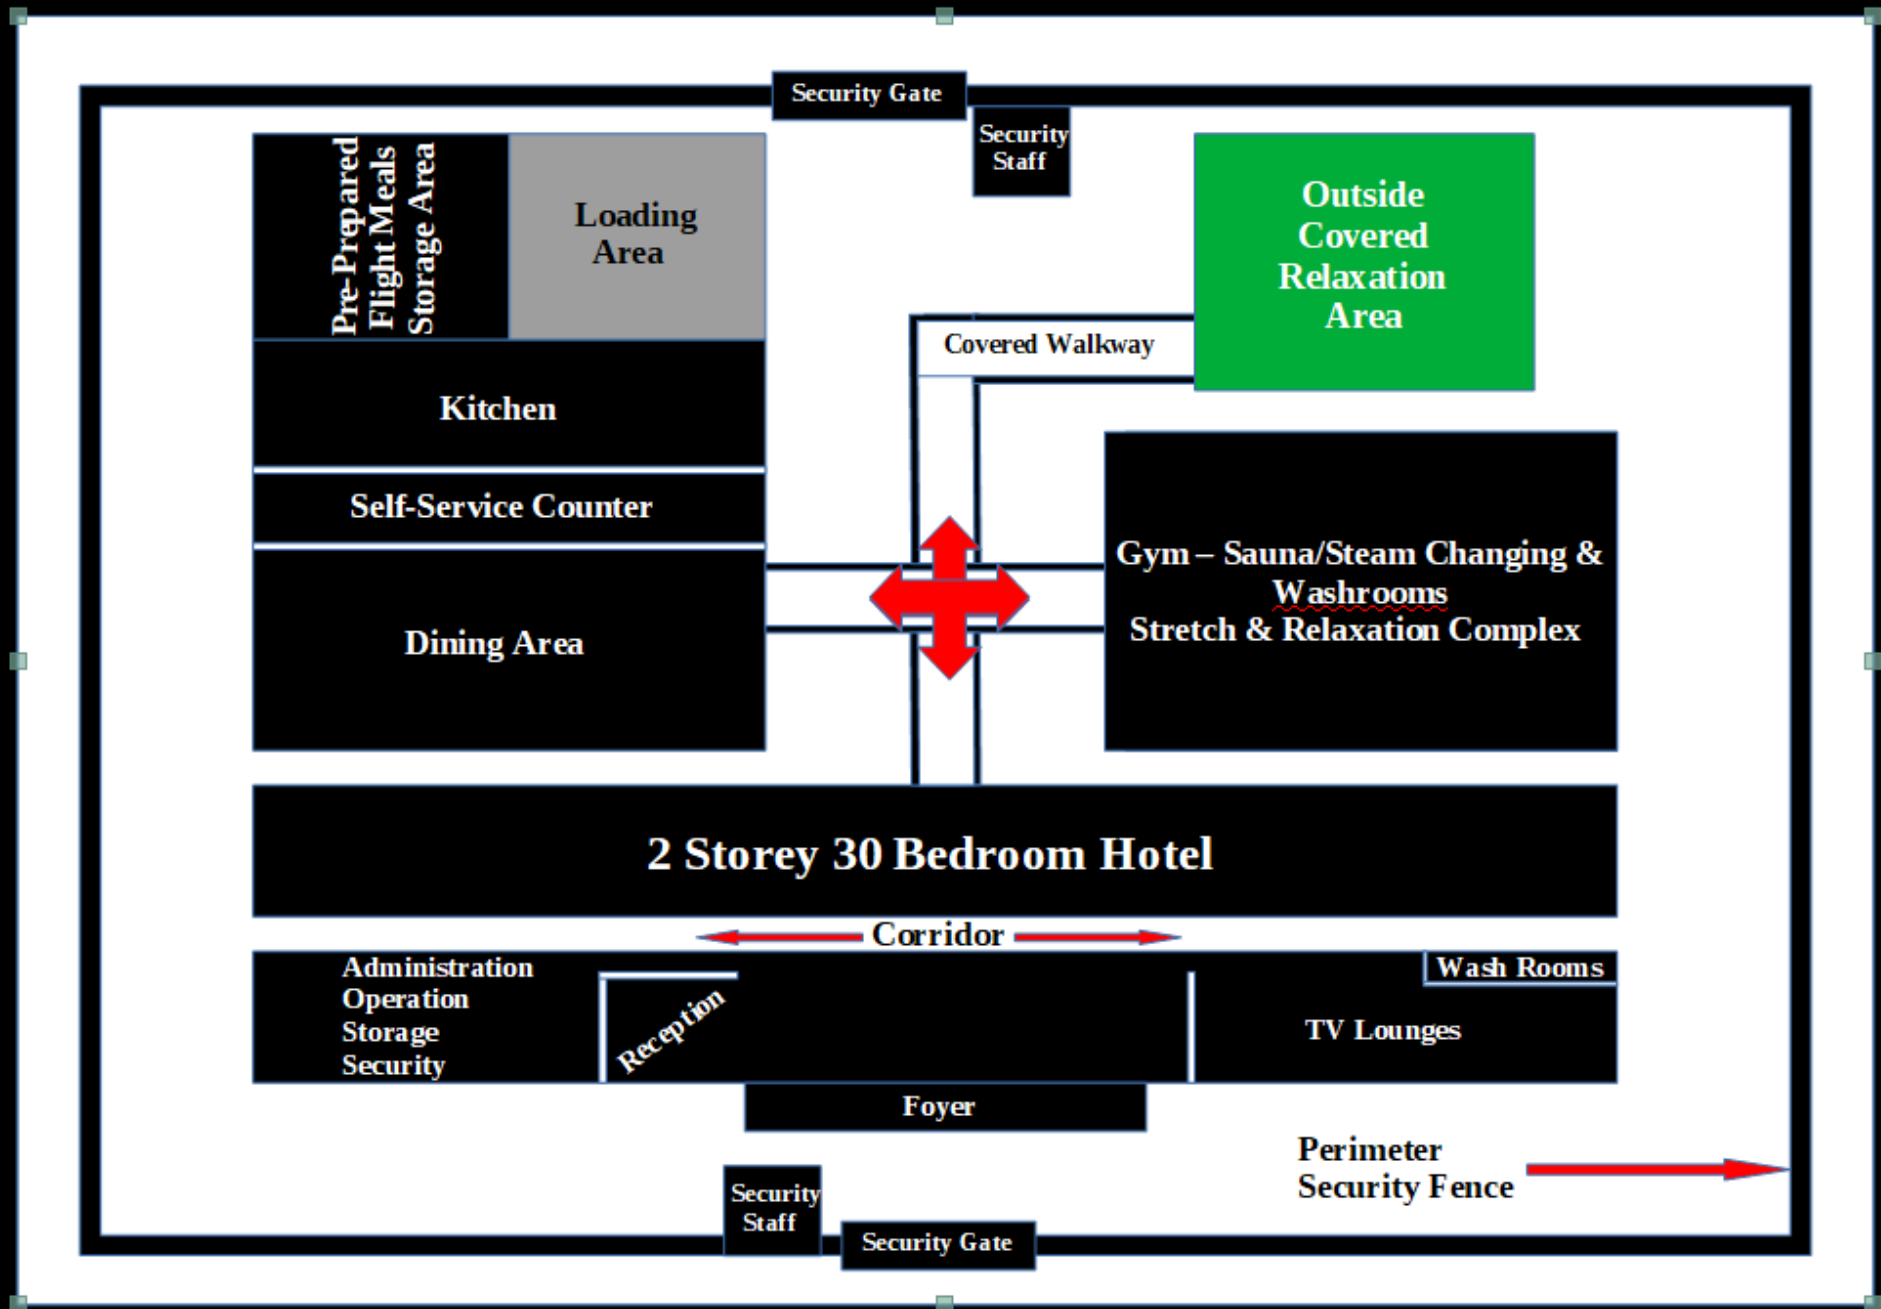 Security Gate
Security
Staff
Pre-Prepared
Flight Meals
Storage Area
Loading
Area
Outside
Covered
Relaxation
Area
Covered Walkway
Kitchen
Self-Service Counter
Dining Area
Gym – Sauna/Steam Changing &
Washrooms
Stretch & Relaxation Complex
2 Storey 30 Bedroom Hotel
Corridor
Administration
Operation
Storage
Security
Reception
Wash Rooms
TV Lounges
Foyer
Perimeter
Security Fence
Security
Staff
Security Gate